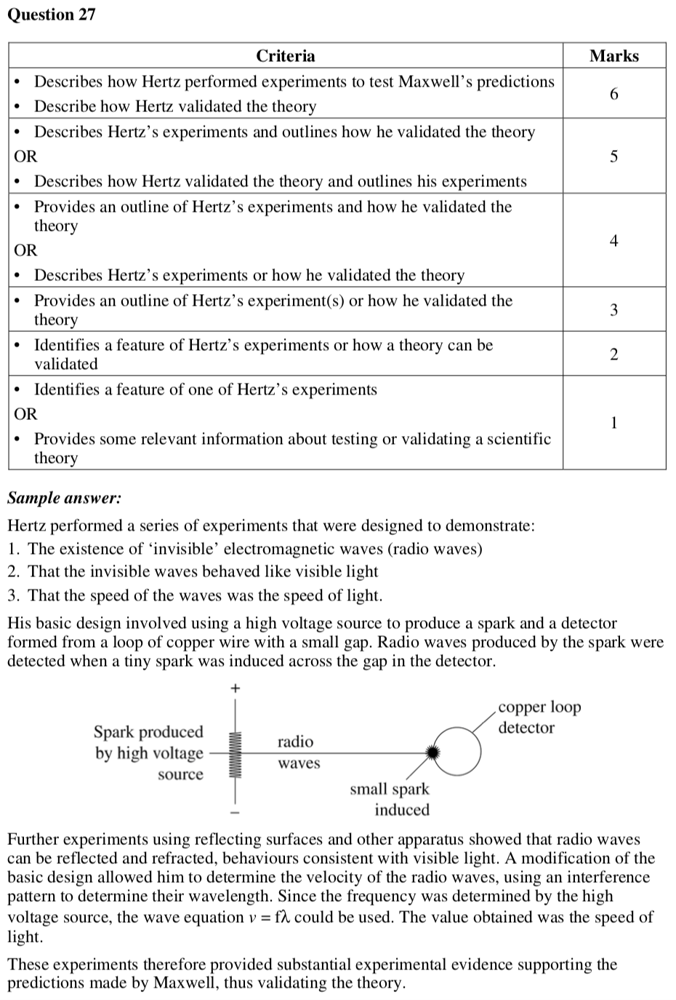 Question 27
Criteria
Marks
• Describes how Hertz performed experiments to test Maxwell’s predictions
• Describe how Hertz validated the theory
6
• Describes Hertz’s experiments and outlines how he validated the theory
OR
• Describes how Hertz validated the theory and outlines his experiments
5
• Provides an outline of Hertz’s experiments and how he validated the
theory
OR
• Describes Hertz’s experiments or how he validated the theory
4
• Provides an outline of Hertz’s experiment(s) or how he validated the
theory
3
• Identifies a feature of Hertz’s experiments or how a theory can be
validated
2
• Identifies a feature of one of Hertz’s experiments
OR
• Provides some relevant information about testing or validating a scientific
theory
1
Sample answer:
Hertz performed a series of experiments that were designed to demonstrate:
1. The existence of ‘invisible’ electromagnetic waves (radio waves)
2. That the invisible waves behaved like visible light
3. That the speed of the waves was the speed of light.
His basic design involved using a high voltage source to produce a spark and a detector
formed from a loop of copper wire with a small gap. Radio waves produced by the spark were
detected when a tiny spark was induced across the gap in the detector.
+
Spark produced
by high voltage
source
–
radio
waves
copper loop
detector
small spark
induced
Further experiments using reflecting surfaces and other apparatus showed that radio waves
can be reflected and refracted, behaviours consistent with visible light. A modification of the
basic design allowed him to determine the velocity of the radio waves, using an interference
pattern to determine their wavelength. Since the frequency was determined by the high
voltage source, the wave equation v = fλ could be used. The value obtained was the speed of
light.
These experiments therefore provided substantial experimental evidence supporting the
predictions made by Maxwell, thus validating the theory.